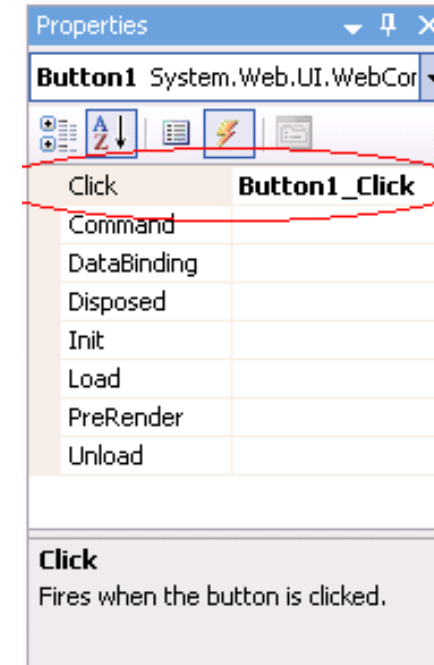 Properties
Button1 System.Web.UI.WebCor
A
Z
Click Button1_Click
Command
DataBinding
Disposed
Init
Load
PreRender
Unload
Click
Fires when the button is clicked.